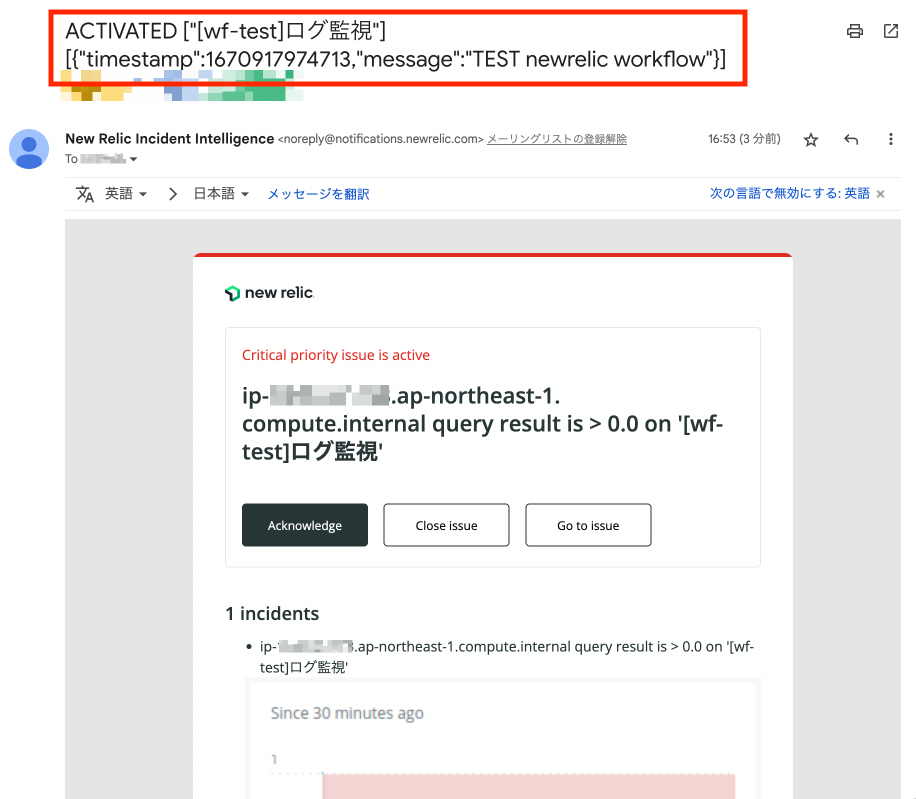 ACTIVATED ["[wf-test]ログ監視"]
[{"timestamp":1670917974713,"message":"TEST newrelic workflow"}]
New Relic Incident Intelligence <noreply@notifications.newrelic.com> メーリングリストの登録解除 16:53 (3 分前)
To
英語 日本語 メッセージを翻訳 次の言語で無効にする: 英語 ×
new relic
Critical priority issue is active
ip- .ap-northeast-1.
compute.internal query result is > 0.0 on '[wf-
test]ログ監視'
Acknowledge Close issue Go to issue
1 incidents
• ip- .ap-northeast-1.compute.internal query result is > 0.0 on '[wf-
test]ログ監視'
Since 30 minutes ago
1